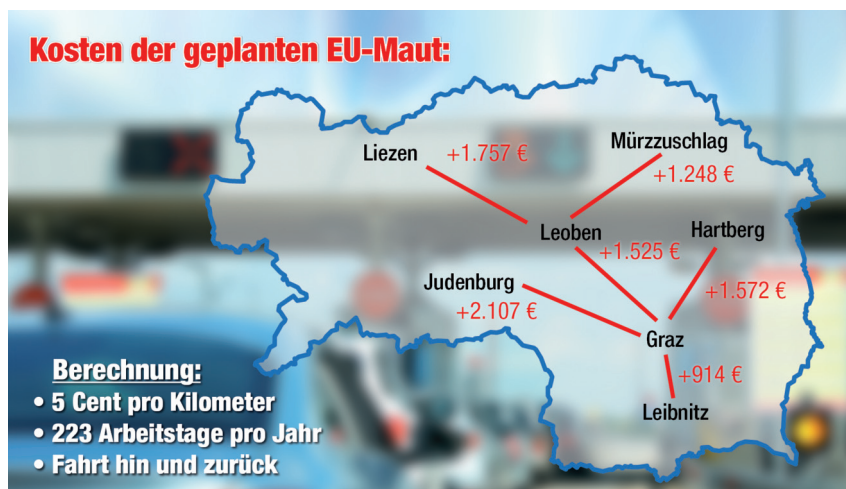 Kosten der geplanten EU-Maut:
Liezen
+1.757 €
Mürzzuschlag
+1.248 €
Leoben
+1.525 €
Hartberg
+1.572 €
Judenburg
+2.107 €
Graz
+914 €
Leibnitz
Berechnung:
• 5 Cent pro Kilometer
• 223 Arbeitstage pro Jahr
• Fahrt hin und zurück